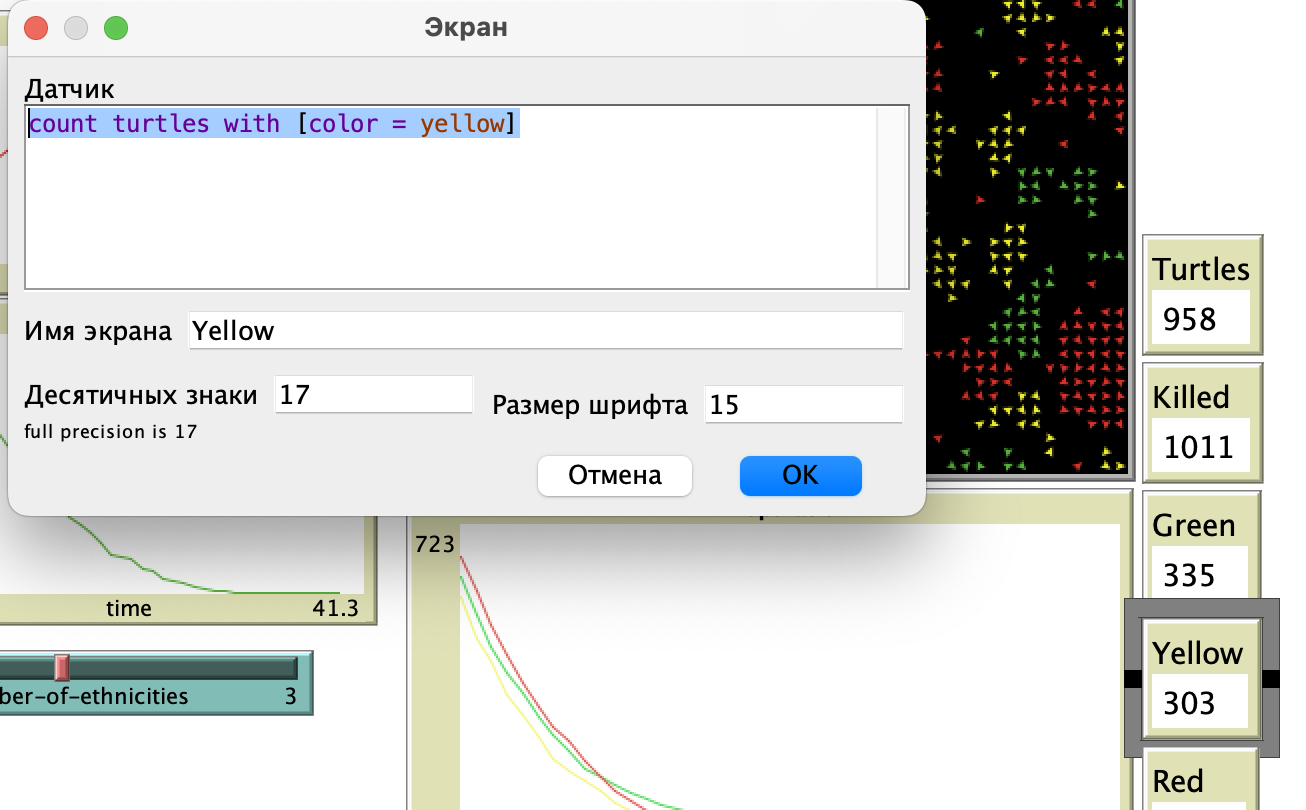 Экран
Датчик
count turtles with [color = yellow]
Имя экрана Yellow
Десятичных знаки 17
Размер шрифта 15
full precision is 17
Отмена
OK
Turtles
958
Killed
1011
Green
335
Yellow
303
Red
723
time
41.3
ber-of-ethnicities 3